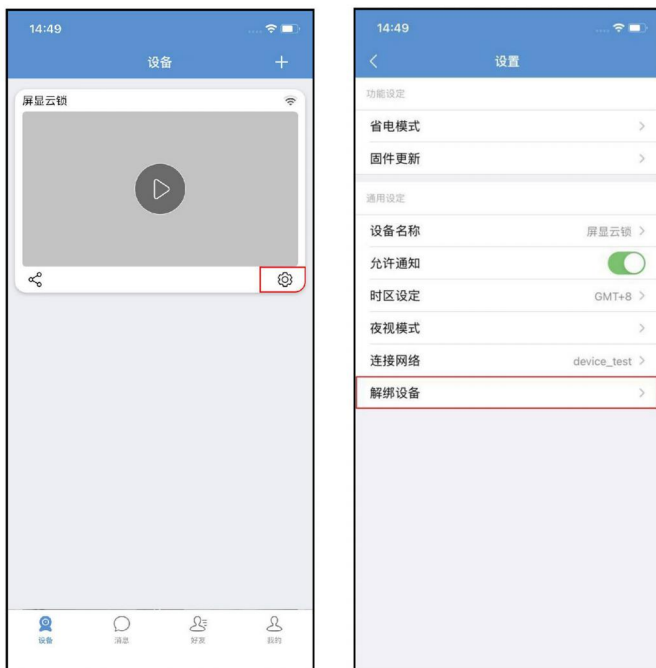 14:49
设备
屏显云锁
设备
消息
好友
我的
14:49
设置
功能设定
省电模式
固件更新
通用设定
设备名称 屏显云锁
允许通知
时区设定 GMT+8
夜视模式
连接网络 device_test
解绑设备